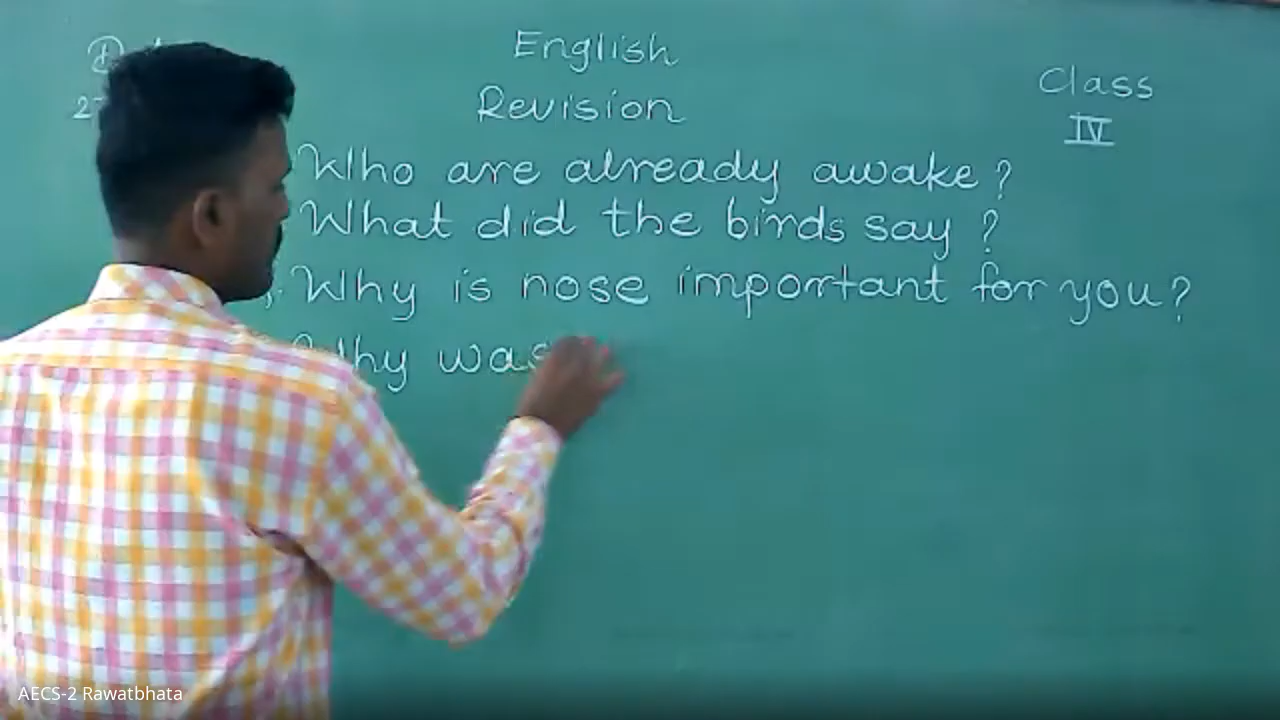 English
Class
Revision
IV
Who are already awake?
What did the birds say?
Why is nose important for you?
Why was
AECS-2 Rawatbhata